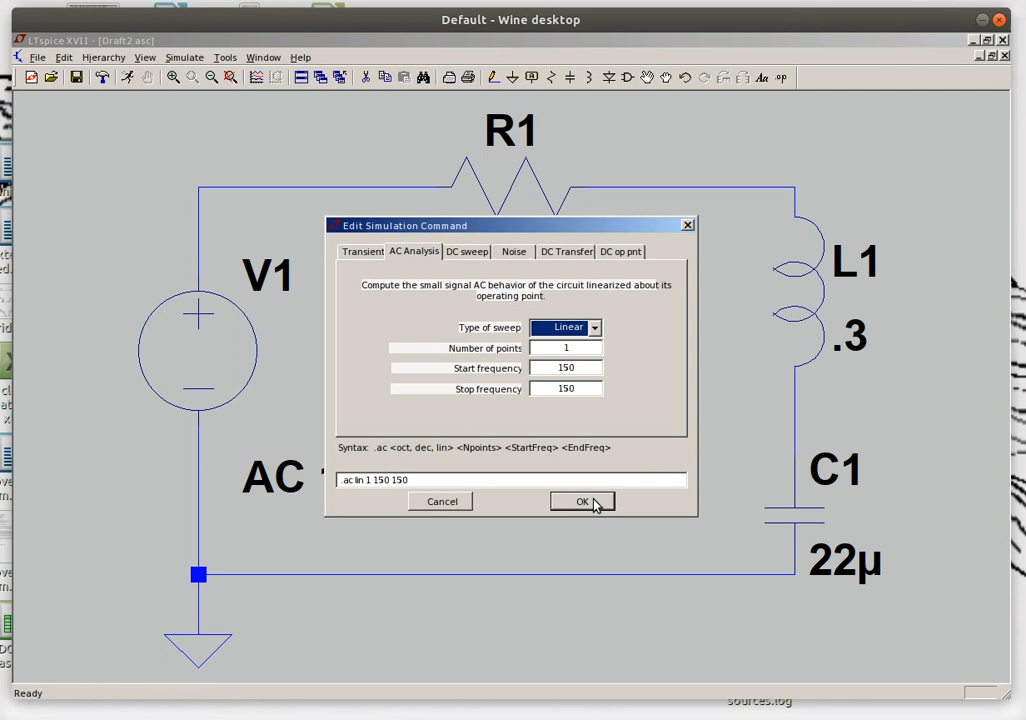 Default - Wine desktop
LTspice XVII - [Draft2.asc]
File Edit Hierarchy View Simulate Tools Window Help
Aa .op
R1
Edit Simulation Command
Transient AC Analysis DC sweep Noise DC Transfer DC op pnt
Compute the small signal AC behavior of the circuit linearized about its
operating point.
Type of sweep Linear
Number of points 1
Start frequency 150
Stop frequency 150
Syntax: .ac <oct, dec, lin> <Npoints> <StartFreq> <EndFreq>
.ac lin 1 150 150
Cancel OK
V1
AC
L1
.3
C1
22µ
Ready
sources.log